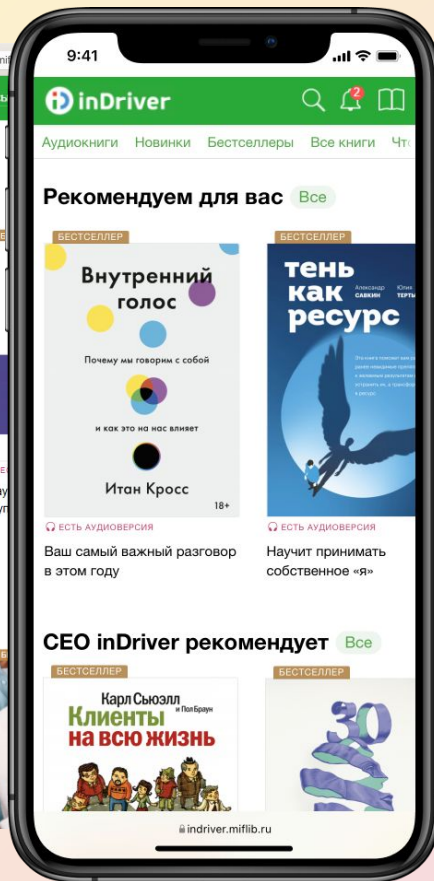 9:41
inDriver
2
Аудиокниги Новинки Бестселлеры Все книги
Рекомендуем для вас Все
БЕСТСЕЛЛЕР
Внутренний
голос
Почему мы говорим с собой
и как это на нас влияет
Итан Кросс
18+
ЕСТЬ АУДИОВЕРСИЯ
Ваш самый важный разговор
в этом году
БЕСТСЕЛЛЕР
тень
как
ресурс
Александр
САВКИН
Юлия
ЕСТЬ АУДИОВЕРСИЯ
Научит принимать
собственное «я»
CEO inDriver рекомендует Все
БЕСТСЕЛЛЕР
Карл Сьюэлл
и Пол Браун
Клиенты
на всю жизнь
БЕСТСЕЛЛЕР
30
indriver.miflib.ru